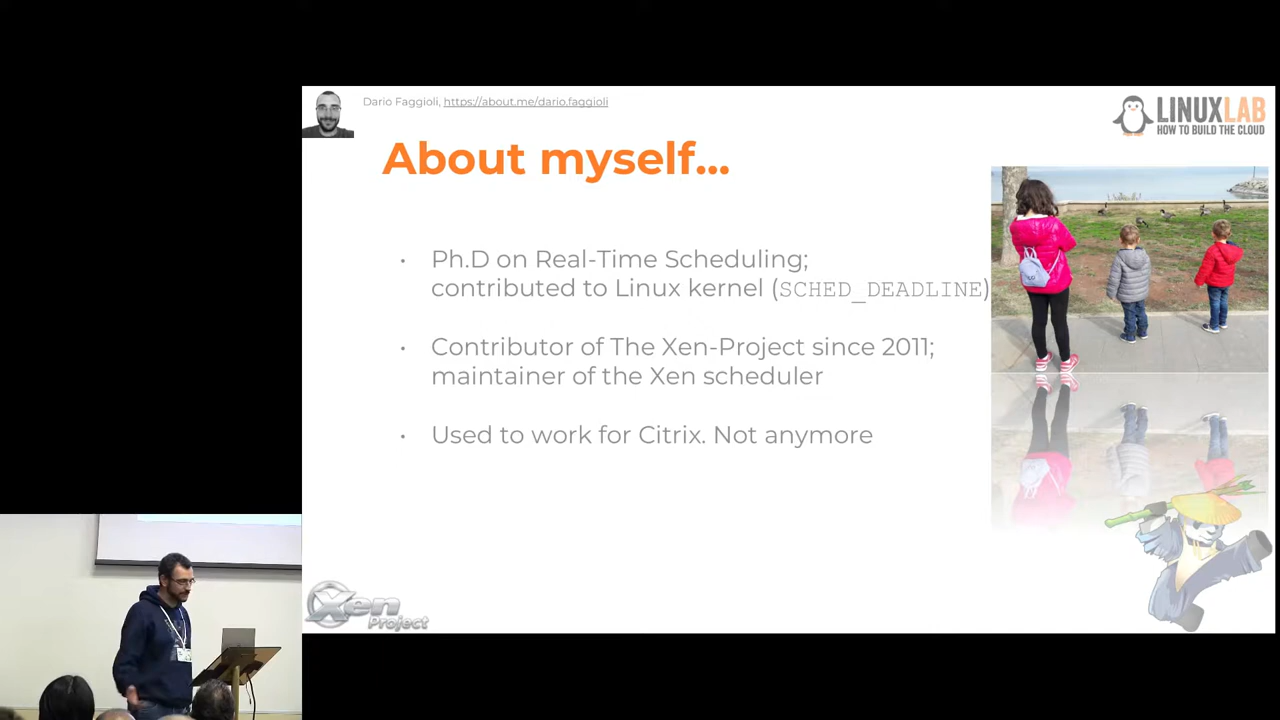 Dario Faggioli, https://about.me/dario.faggioli
LINUXLAB
HOW TO BUILD THE CLOUD
About myself...
• Ph.D on Real-Time Scheduling;
contributed to Linux kernel (SCHED_DEADLINE)
• Contributor of The Xen-Project since 2011;
maintainer of the Xen scheduler
• Used to work for Citrix. Not anymore
Xen
Project